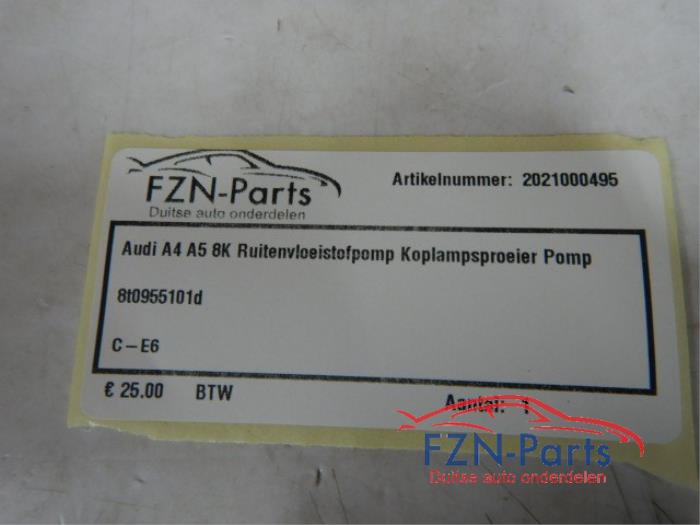 FZN-Parts
Duitse auto onderdelen
Artikelnummer: 2021000495
Audi A4 A5 8K Ruitenvloeistofpomp Koplampsproeier Pomp
8t0955101d
C-E6
€ 25.00 BTW
Aantal: 1
FZN-Parts
Duitse auto onderdelen